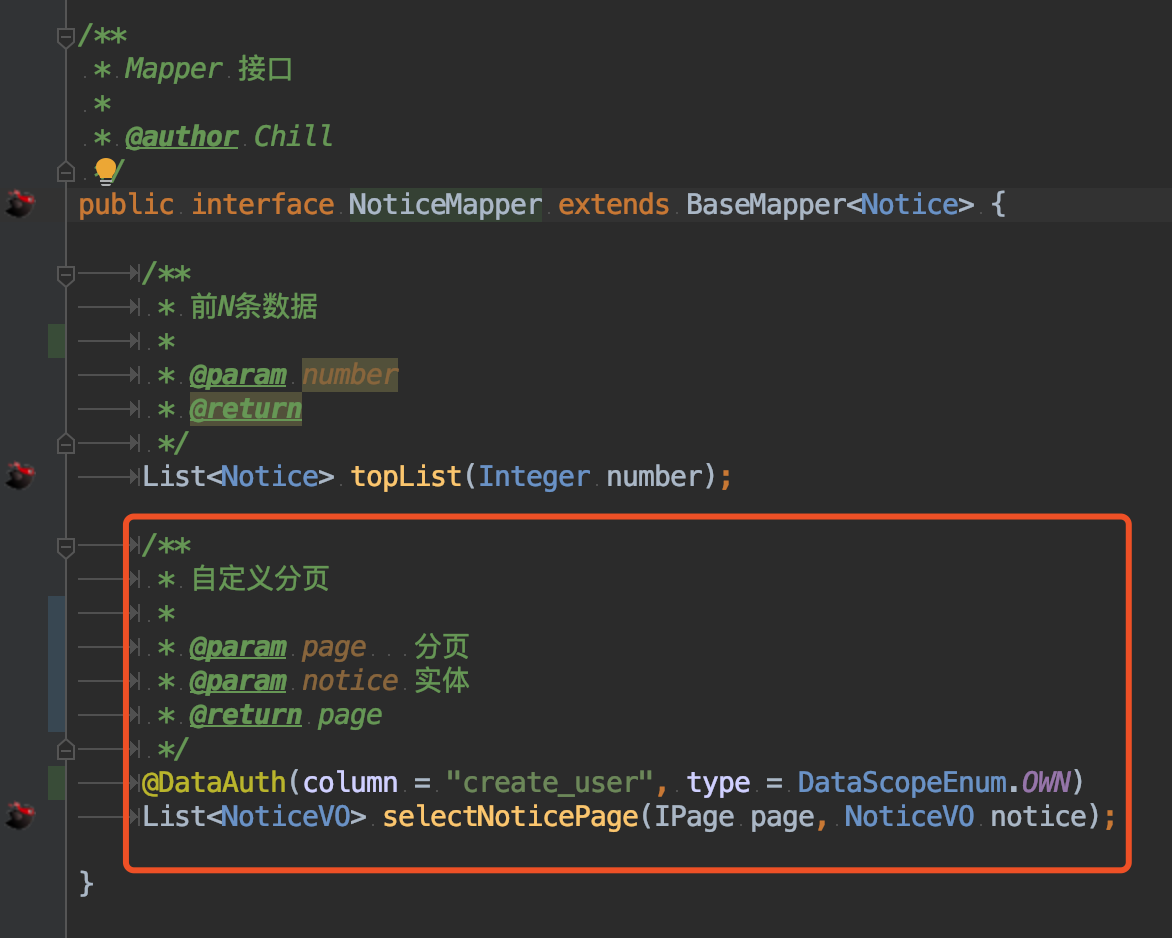 /**
* Mapper 接口
*
* @author Chill
*/
public interface NoticeMapper extends BaseMapper<Notice> {
/**
* 前N条数据
*
* @param number
* @return
*/
List<Notice> topList(Integer number);
/**
* 自定义分页
*
* @param page 分页
* @param notice 实体
* @return page
*/
@DataAuth(column = "create_user", type = DataScopeEnum.OWN)
List<NoticeVO> selectNoticePage(IPage page, NoticeVO notice);
}